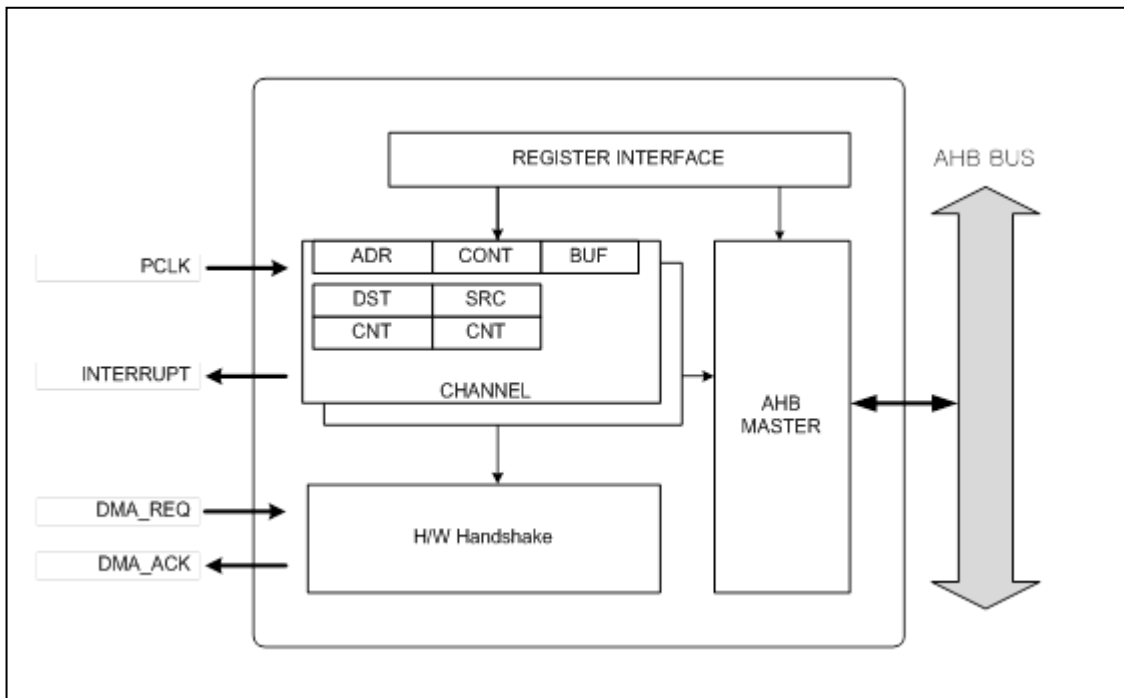 REGISTER INTERFACE
AHB BUS
PCLK
ADR CONT BUF
DST SRC
CNT CNT
INTERRUPT
CHANNEL
AHB
MASTER
DMA_REQ
H/W Handshake
DMA_ACK